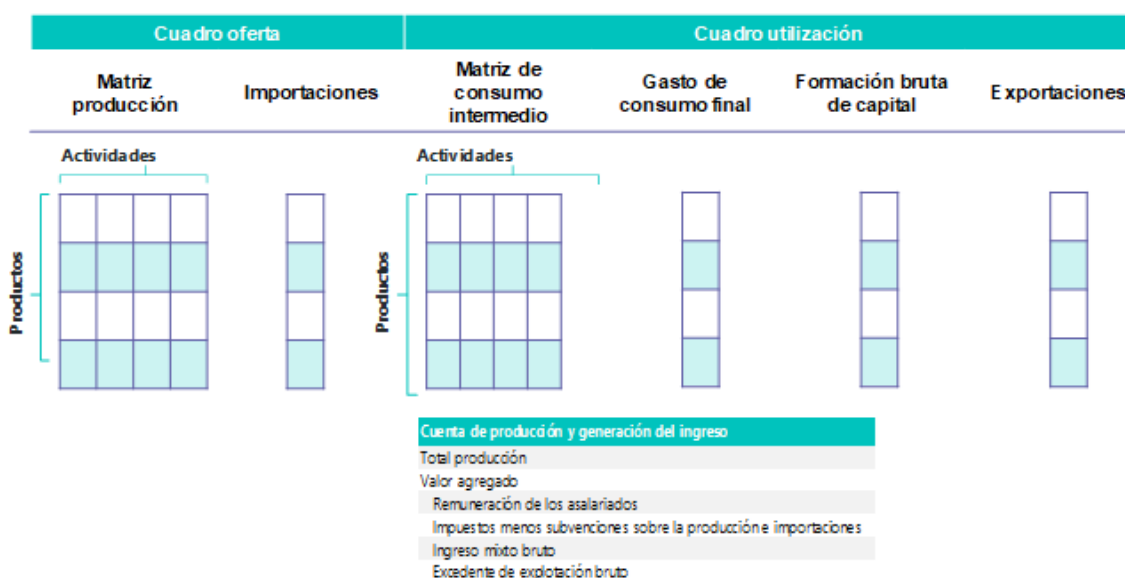 Cuadro oferta
Cuadro utilización
Matriz
producción
Importaciones
Matriz de
consumo
intermedio
Gasto de
consumo final
Formación bruta
de capital
Exportaciones
Actividades
Actividades
Productos
Productos
Cuenta de producción y generación del ingreso
Total producción
Valor agregado
Remuneración de los asalariados
Impuestos menos subvenciones sobre la producción e importaciones
Ingreso mixto bruto
Excedente de explotación bruto